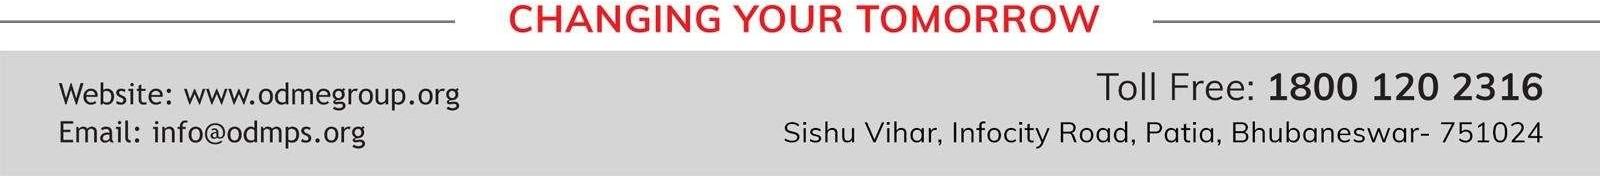 CHANGING YOUR TOMORROW
Website: www.odmegroup.org
Email: info@odmps.org
Toll Free: 1800 120 2316
Sishu Vihar, Infocity Road, Patia, Bhubaneswar- 751024